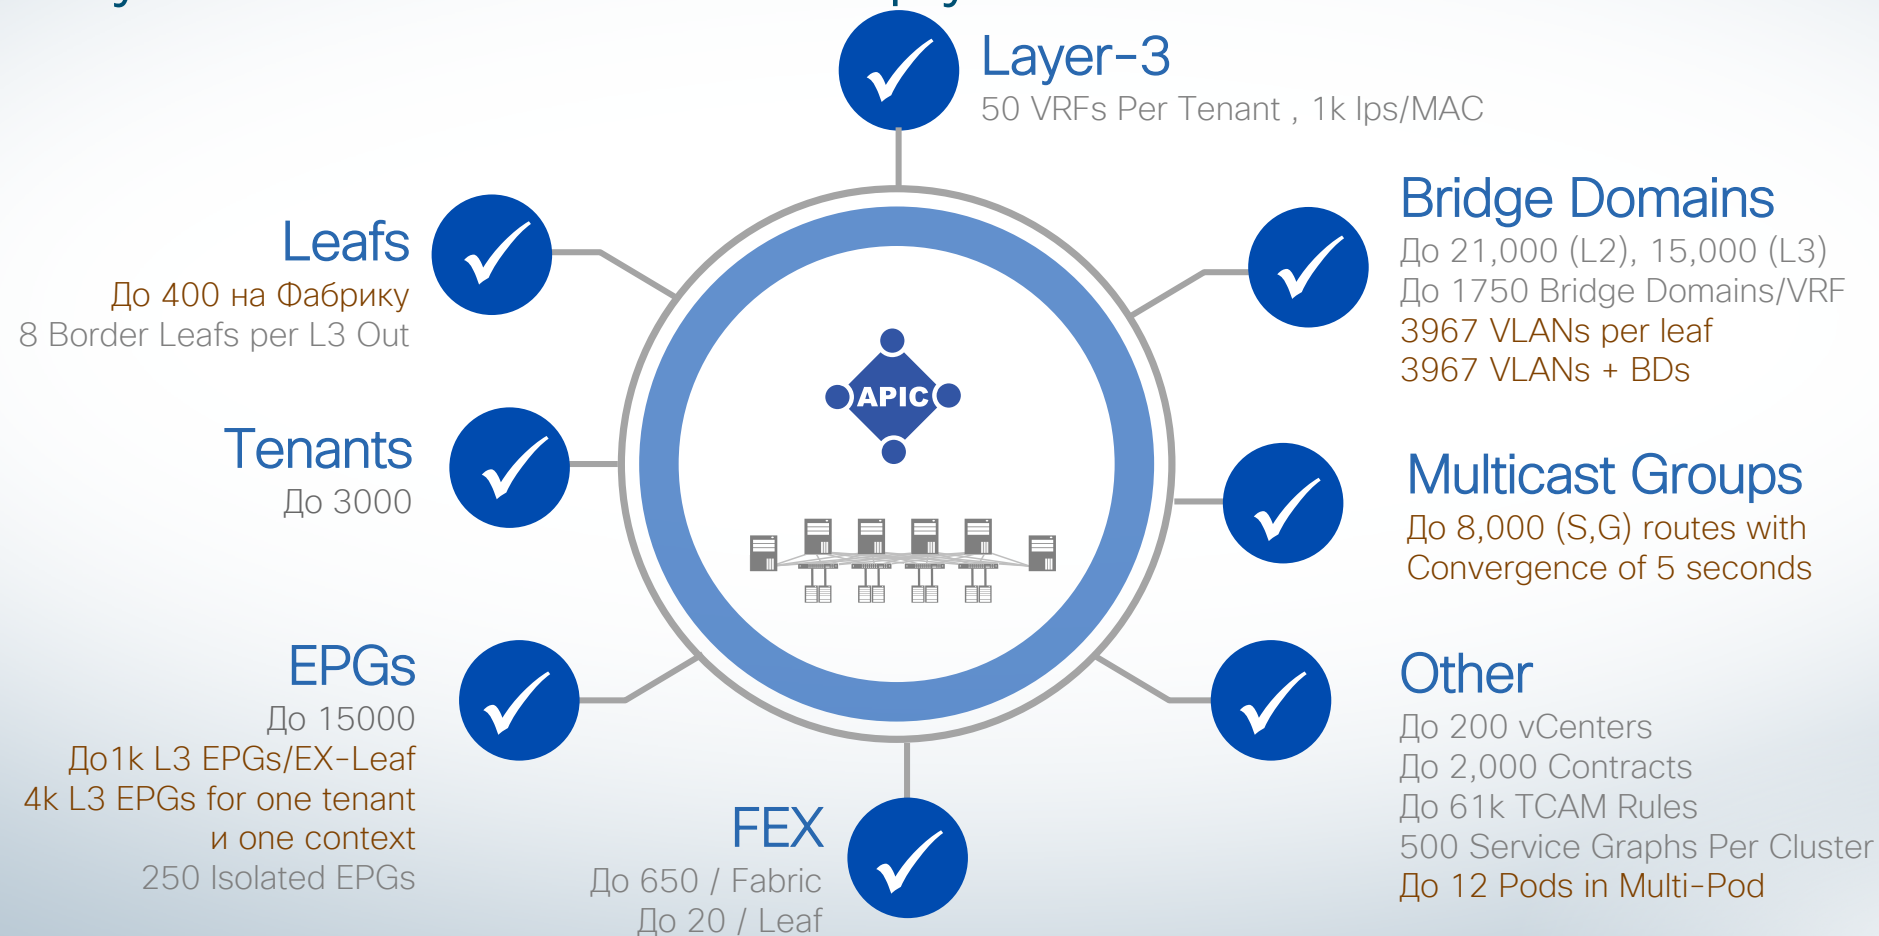 Layer-3
50 VRFs Per Tenant , 1k Ips/MAC
Leafs
До 400 на Фабрику
8 Border Leafs per L3 Out
Bridge Domains
До 21,000 (L2), 15,000 (L3)
До 1750 Bridge Domains/VRF
3967 VLANs per leaf
3967 VLANs + BDs
APIC
Tenants
До 3000
Multicast Groups
До 8,000 (S,G) routes with
Convergence of 5 seconds
EPGs
До 15000
До1k L3 EPGs/EX-Leaf
4k L3 EPGs for one tenant
и one context
250 Isolated EPGs
Other
До 200 vCenters
До 2,000 Contracts
До 61k TCAM Rules
500 Service Graphs Per Cluster
До 12 Pods in Multi-Pod
FEX
До 650 / Fabric
До 20 / Leaf